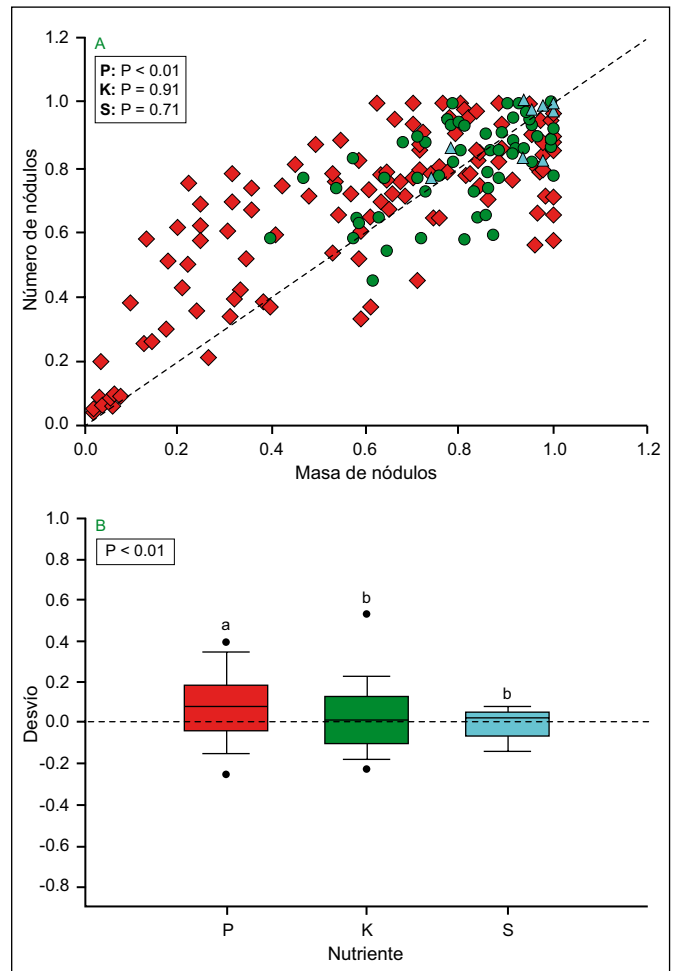 A
P: P < 0.01
K: P = 0.91
S: P = 0.71
1.2
1.0
0.8
0.6
0.4
0.2
0.0
Número de nódulos
0.0 0.2 0.4 0.6 0.8 1.0 1.2
Masa de nódulos
B
P < 0.01
1.0
0.8
0.6
0.4
0.2
0.0
-0.2
-0.4
-0.6
-0.8
Desvío
a
b
b
P K S
Nutriente